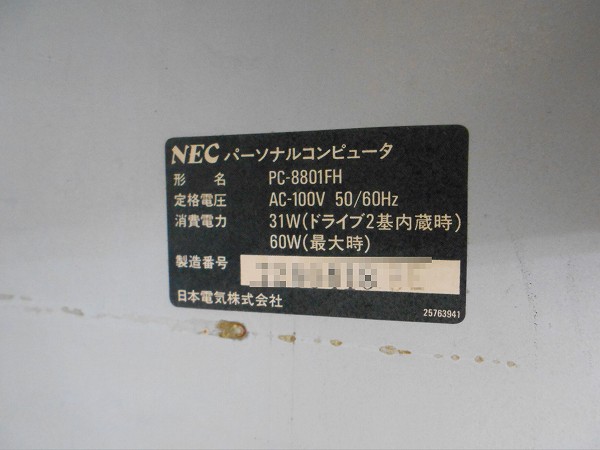 NEC パーソナルコンピュータ
形 名 PC-8801FH
定格電圧 AC-100V 50/60Hz
消費電力 31W(ドライブ2基内蔵時)
60W(最大時)
製造番号
日本電気株式会社
25763941